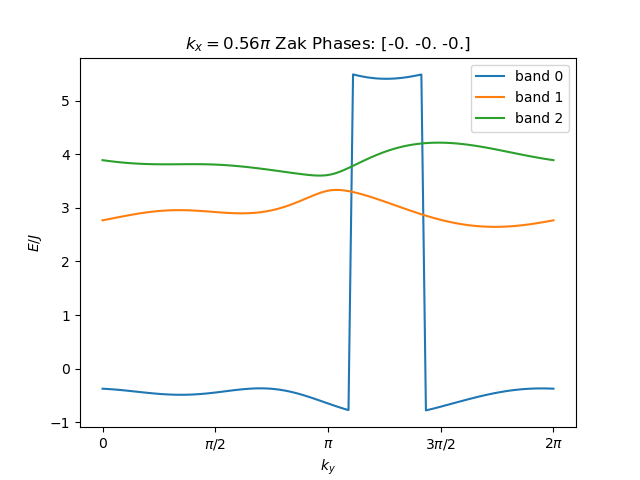 $k_x = 0.56\pi$ Zak Phases: [-0. -0. -0.]
band 0
band 1
band 2
E/J
5
4
3
2
1
0
−1
0
π/2
π
3π/2
2π
$k_y$